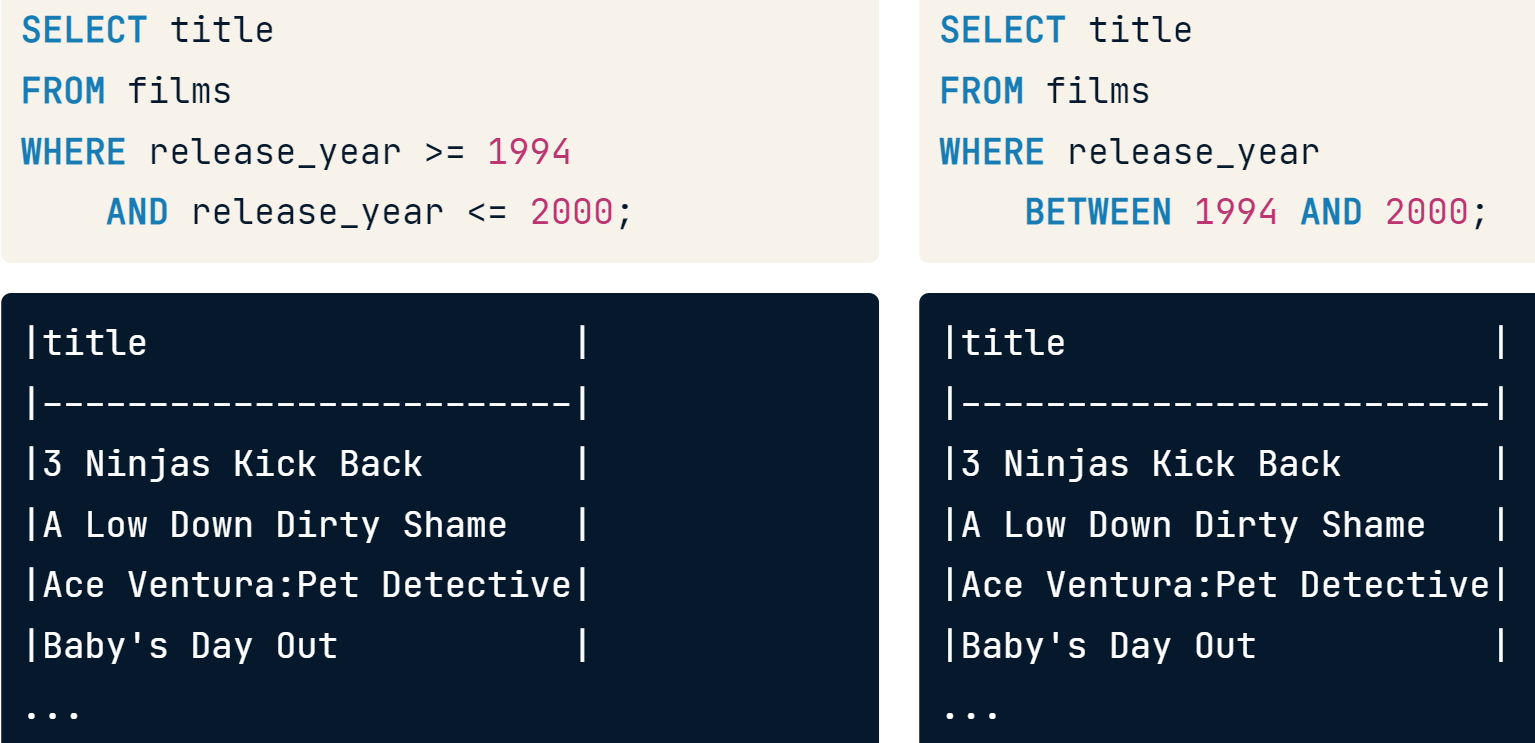 SELECT title
FROM films
WHERE release_year >= 1994
    AND release_year <= 2000;
|title                    |
|-------------------------|
|3 Ninjas Kick Back       |
|A Low Down Dirty Shame   |
|Ace Ventura:Pet Detective|
|Baby's Day Out           |
...
SELECT title
FROM films
WHERE release_year
    BETWEEN 1994 AND 2000;
|title                    |
|-------------------------|
|3 Ninjas Kick Back       |
|A Low Down Dirty Shame   |
|Ace Ventura:Pet Detective|
|Baby's Day Out           |
...